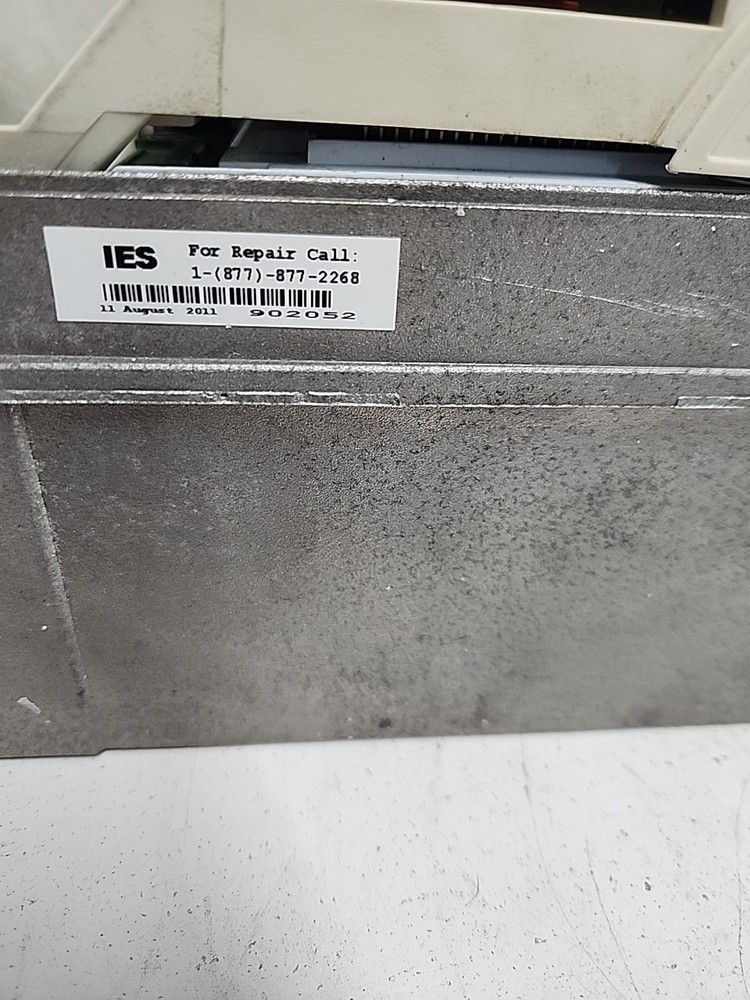 IES For Repair Call:
1-(877)-877-2268
11 August 2011 902052